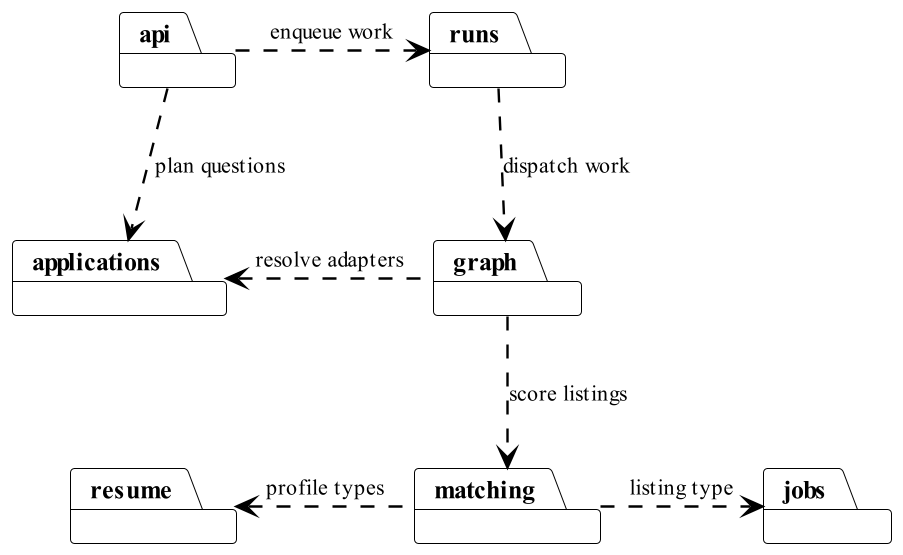 api
enqueue work
runs
plan questions
dispatch work
applications
resolve adapters
graph
score listings
resume
profile types
matching
listing type
jobs